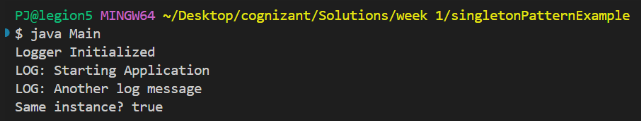 PJ@legion5 MINGW64 ~/Desktop/cognizant/Solutions/week 1/singletonPatternExample
$ java Main
Logger Initialized
LOG: Starting Application
LOG: Another log message
Same instance? true